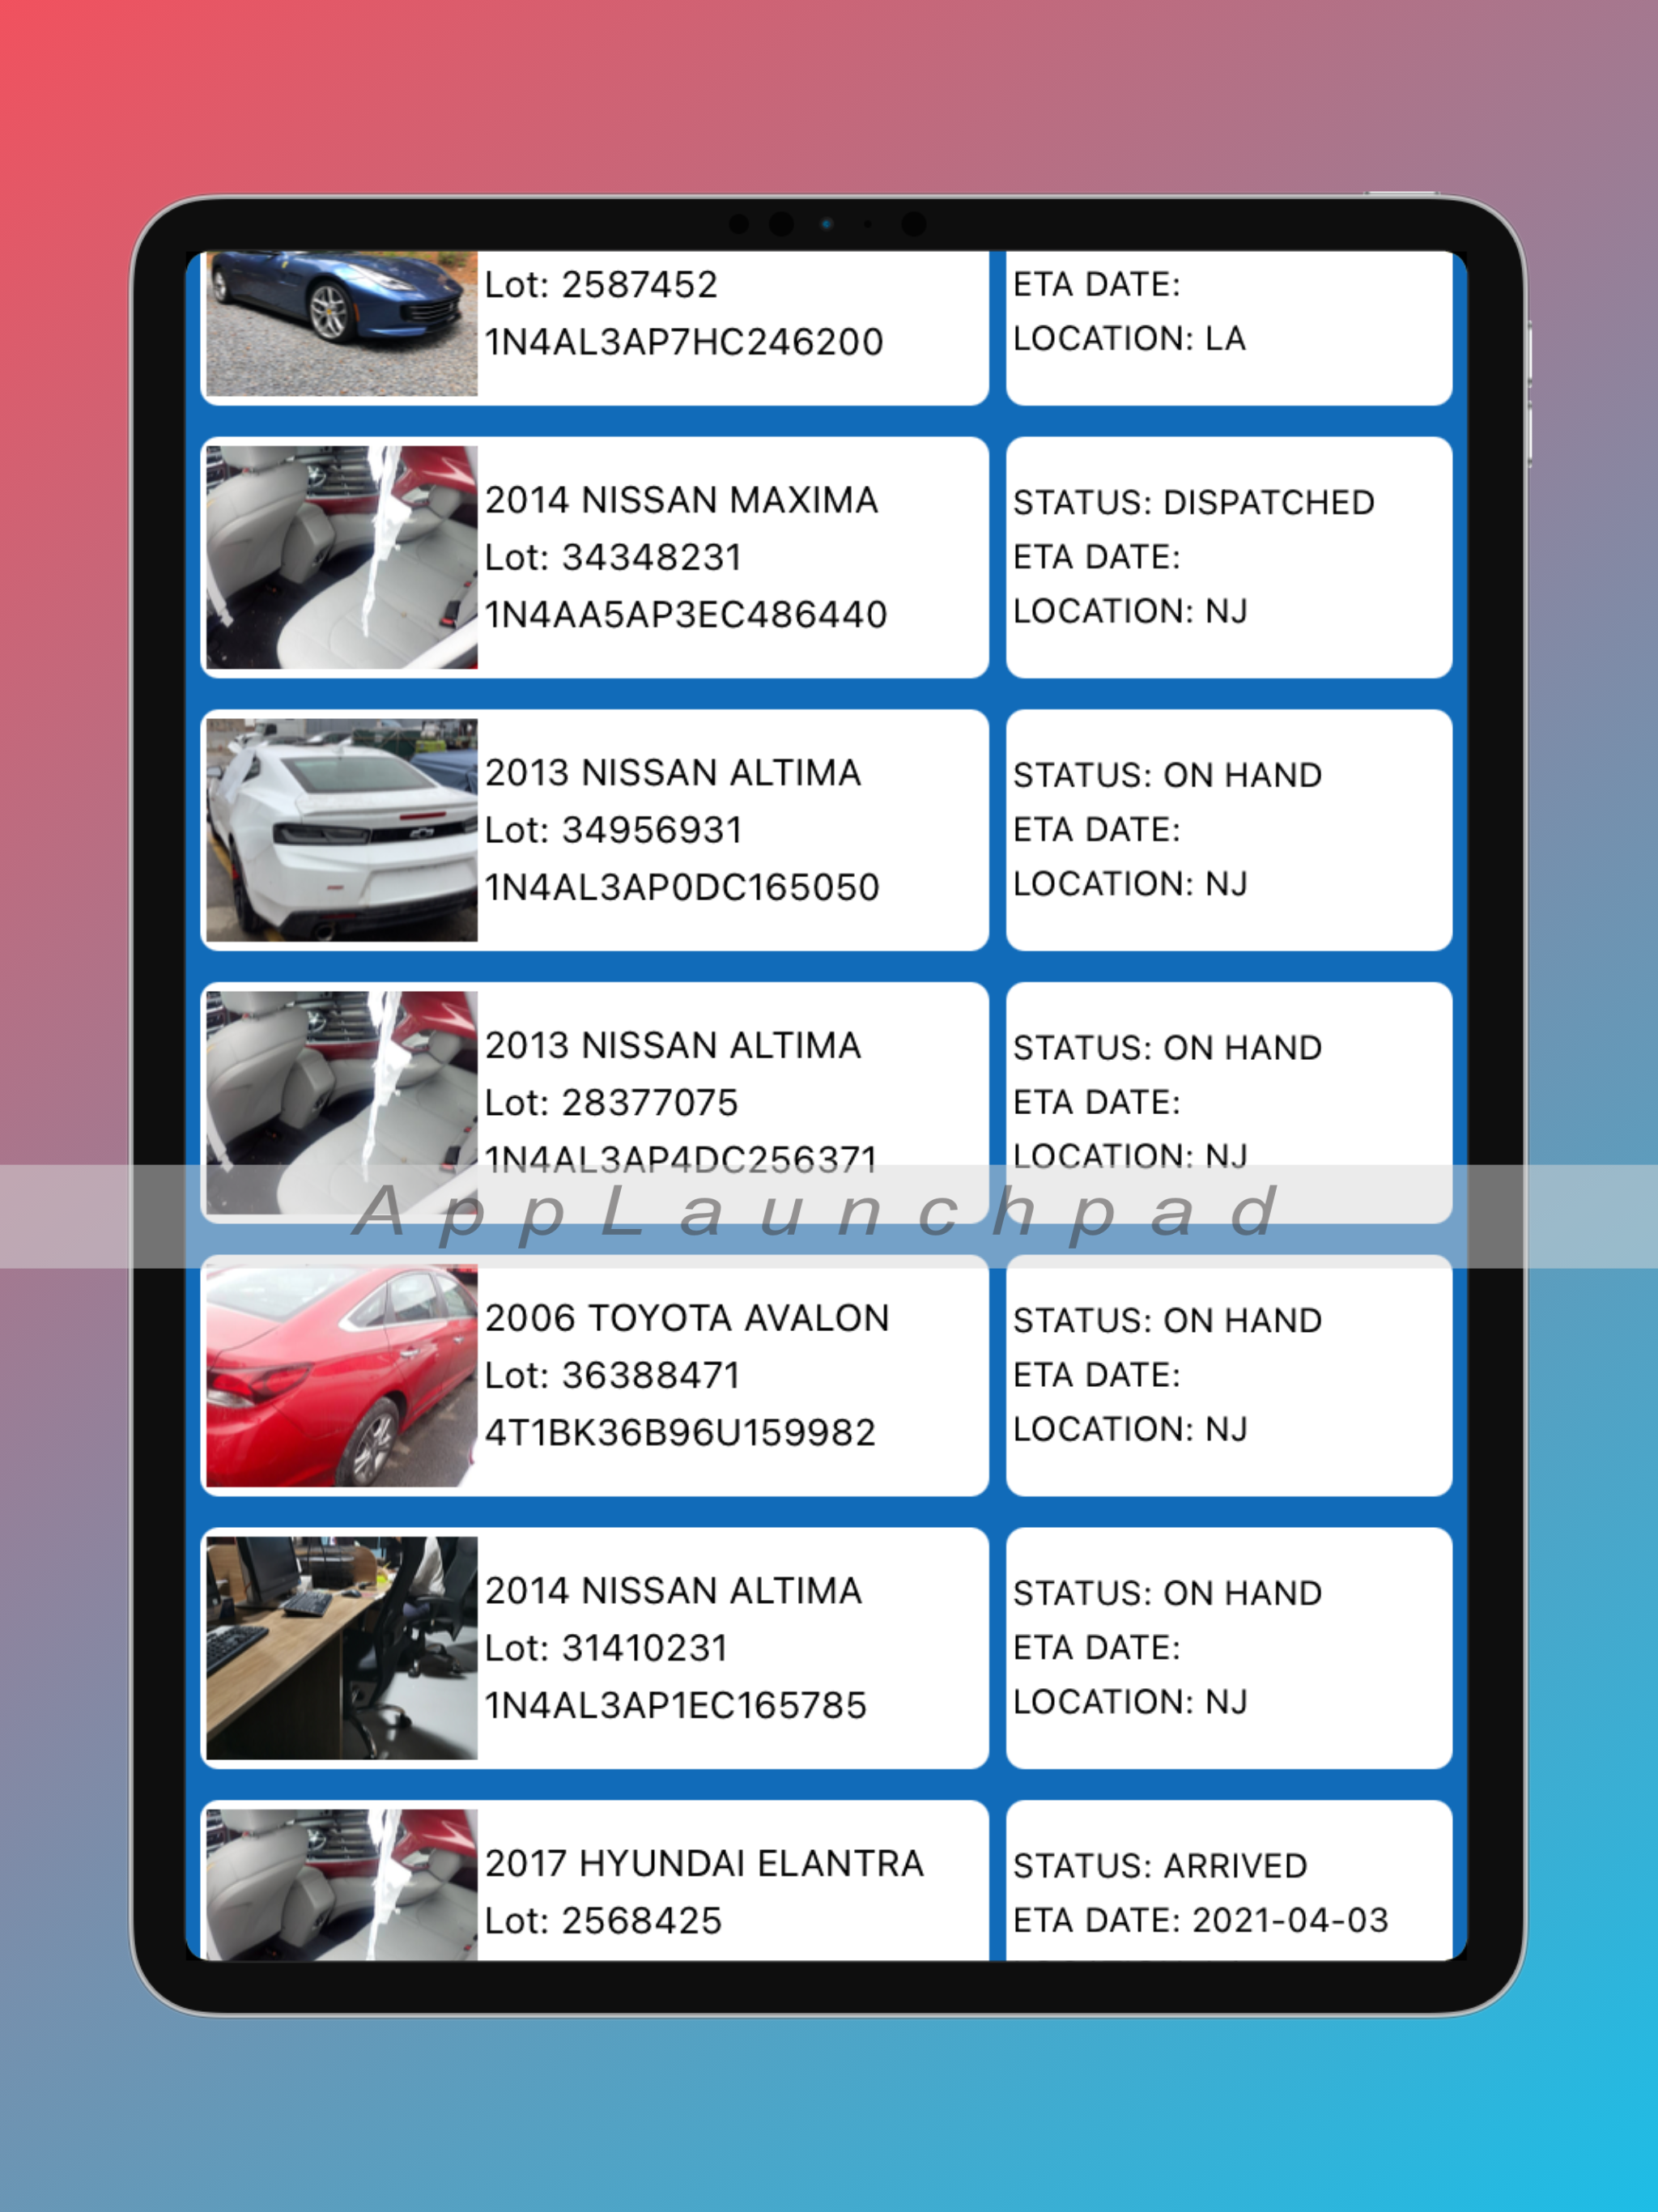 Lot: 2587452
1N4AL3AP7HC246200
ETA DATE:
LOCATION: LA
2014 NISSAN MAXIMA
Lot: 34348231
1N4AA5AP3EC486440
STATUS: DISPATCHED
ETA DATE:
LOCATION: NJ
2013 NISSAN ALTIMA
Lot: 34956931
1N4AL3AP0DC165050
STATUS: ON HAND
ETA DATE:
LOCATION: NJ
2013 NISSAN ALTIMA
Lot: 28377075
1N4AL3AP4DC256371
STATUS: ON HAND
ETA DATE:
LOCATION: NJ
AppLaunchpad
2006 TOYOTA AVALON
Lot: 36388471
4T1BK36B96U159982
STATUS: ON HAND
ETA DATE:
LOCATION: NJ
2014 NISSAN ALTIMA
Lot: 31410231
1N4AL3AP1EC165785
STATUS: ON HAND
ETA DATE:
LOCATION: NJ
2017 HYUNDAI ELANTRA
Lot: 2568425
STATUS: ARRIVED
ETA DATE: 2021-04-03